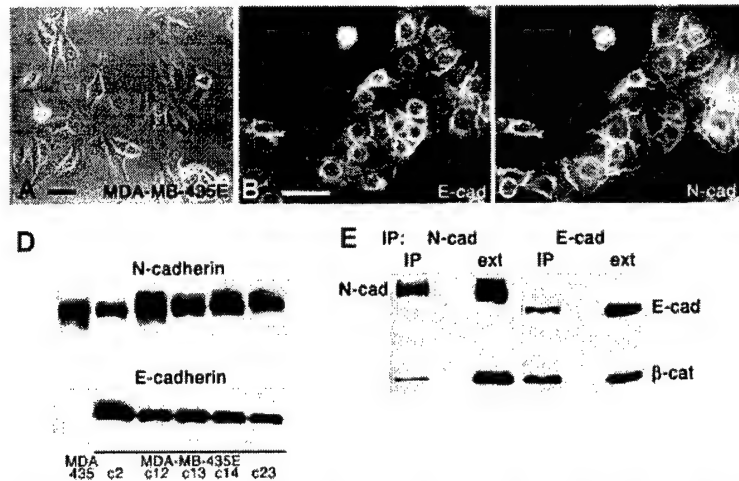 A
MDA-MB-435E
B
E-cad
C
N-cad
D
N-cadherin
E-cadherin
MDA
435
MDA-MB-435E
c2 c12 c13 c14 c23
E
IP: N-cad E-cad
IP ext IP ext
N-cad
E-cad
β-cat